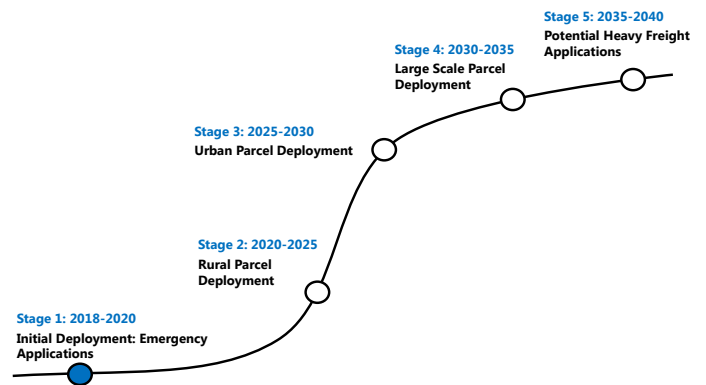 Stage 5: 2035-2040
Potential Heavy Freight
Applications
Stage 4: 2030-2035
Large Scale Parcel
Deployment
Stage 3: 2025-2030
Urban Parcel Deployment
Stage 2: 2020-2025
Rural Parcel
Deployment
Stage 1: 2018-2020
Initial Deployment: Emergency
Applications